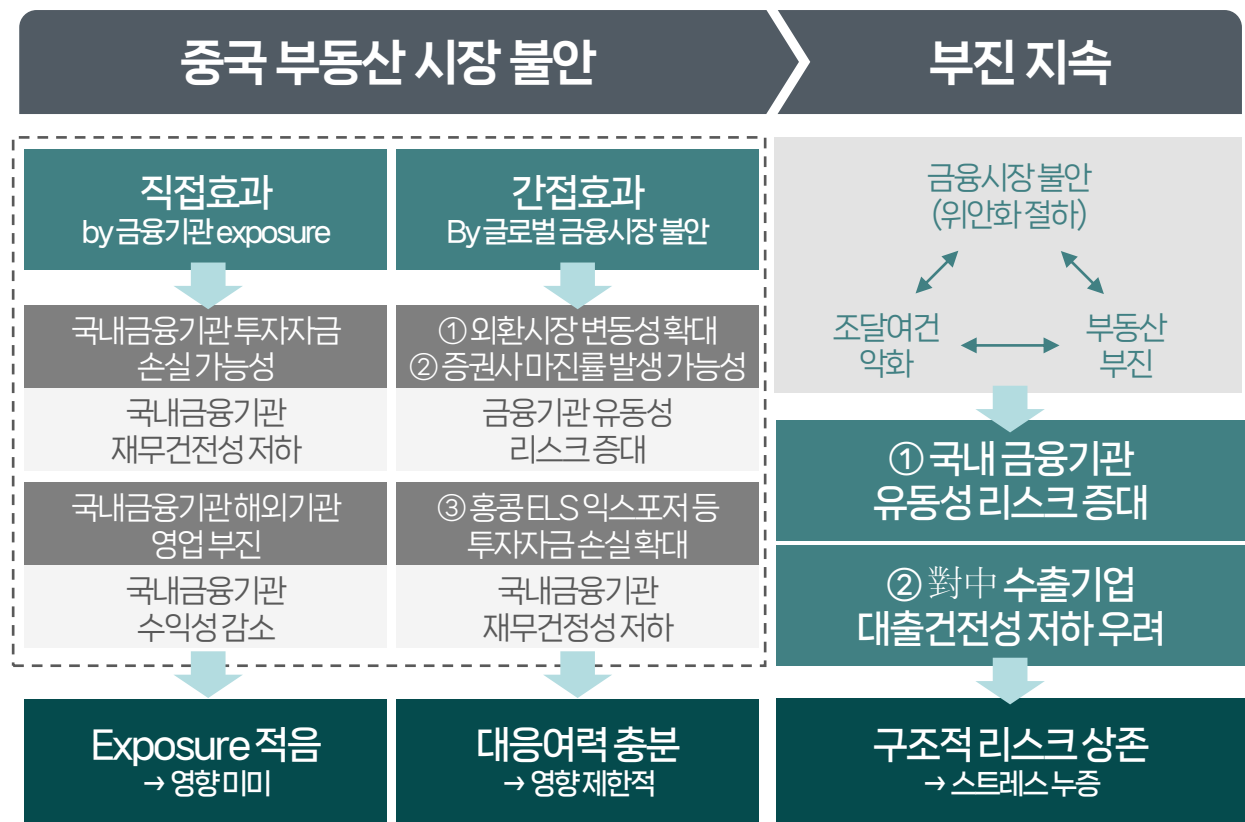 중국 부동산 시장 불안
부진 지속
직접효과
by 금융기관 exposure
국내금융기관 투자자금
손실 가능성
국내금융기관
재무건전성 저하
국내금융기관 해외기관
영업 부진
국내금융기관
수익성 감소
Exposure 적음
→ 영향 미미
간접효과
By 글로벌 금융시장 불안
① 외환시장 변동성 확대
② 증권사 마진률 발생 가능성
금융기관 유동성
리스크 증대
③ 홍콩 ELS 익스포저 등
투자자금 손실 확대
국내금융기관
재무건정성 저하
대응여력 충분
→ 영향 제한적
금융시장 불안
(위안화 절하)
조달여건
악화
부동산
부진
① 국내 금융기관
유동성 리스크 증대
② 對中 수출기업
대출건전성 저하 우려
구조적 리스크 상존
→ 스트레스 누증